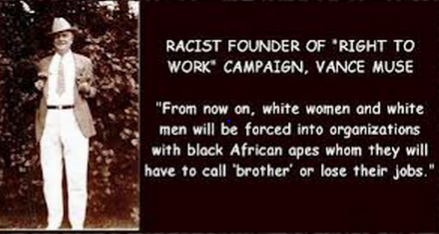 RACIST FOUNDER OF "RIGHT TO
WORK" CAMPAIGN, VANCE MUSE
"From now on, white women and white
men will be forced into organizations
with black African apes whom they will
have to call 'brother' or lose their jobs."